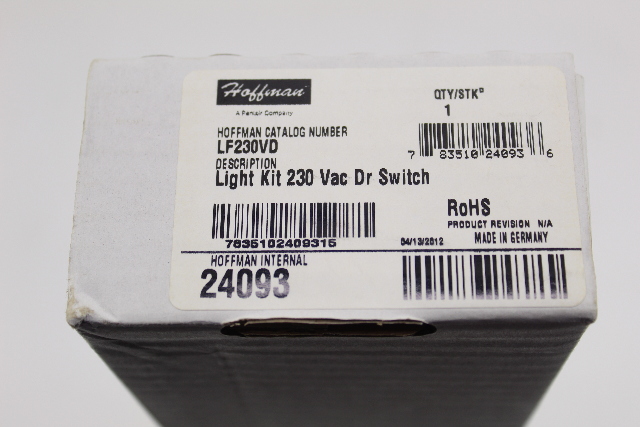 Hoffman
A Pentair Company
QTY/STK
1
HOFFMAN CATALOG NUMBER
LF230VD
DESCRIPTION
Light Kit 230 Vac Dr Switch
7 83510 24093 6
7835102409315
RoHS
PRODUCT REVISION N/A
04/13/2012 MADE IN GERMANY
HOFFMAN INTERNAL
24093